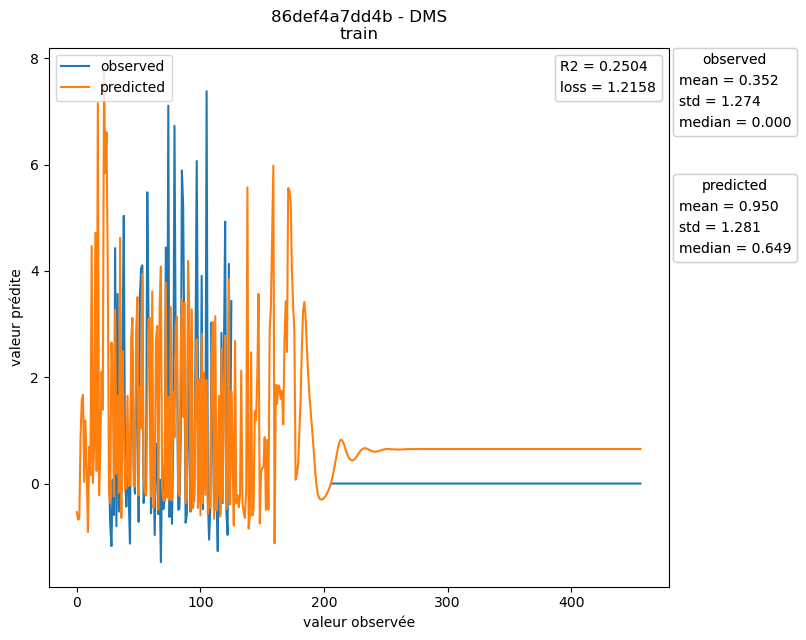 86def4a7dd4b - DMS
train
observed
predicted
R2 = 0.2504
loss = 1.2158
observed
mean = 0.352
std = 1.274
median = 0.000
predicted
mean = 0.950
std = 1.281
median = 0.649
8
6
4
2
0
valeur prédite
0 100 200 300 400
valeur observée